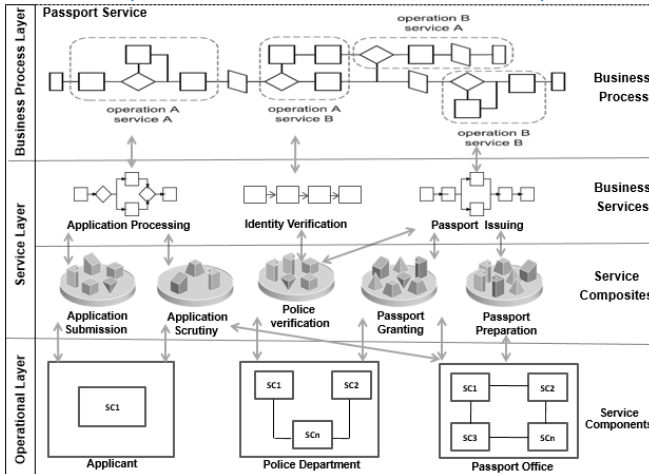 Passport Service
operation B
service A
operation A
service A
operation A
service B
operation B
service B
Business Process Layer
Business
Process
Application Processing
Identity Verification
Passport Issuing
Business
Services
Service Layer
Application
Submission
Application
Scrutiny
Police
verification
Passport
Granting
Passport
Preparation
Service
Composites
Operational Layer
SC1
Applicant
SC1
SC2
SCn
Police Department
SC1
SC2
SC3
SCn
Passport Office
Service
Components